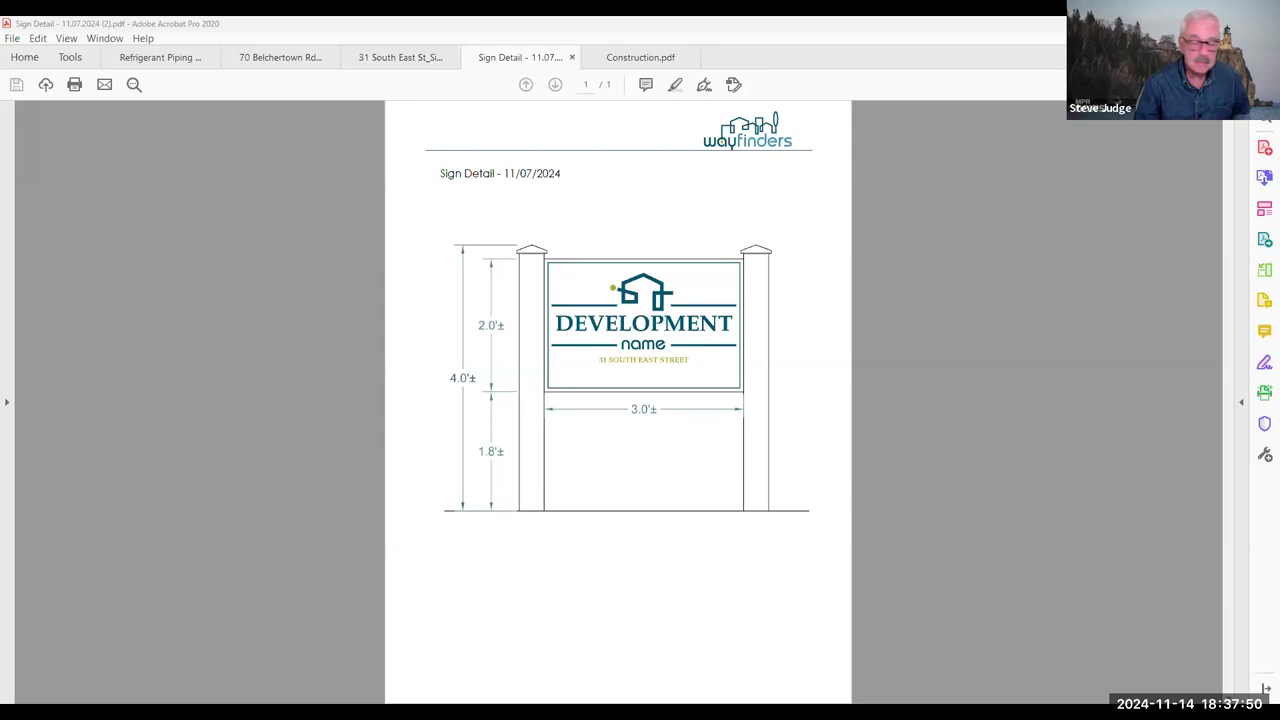 Sign Detail - 11.07.2024 (2).pdf - Adobe Acrobat Pro 2020
File Edit View Window Help
Home Tools Refrigerant Piping ... 70 Belchertown Rd... 31 South East St_Si... Sign Detail - 11.07.... × Construction.pdf
1 / 1
Steve Judge
wayfinders
Sign Detail - 11/07/2024
DEVELOPMENT
name
31 SOUTH EAST STREET
2.0'±
4.0'±
3.0'±
1.8'±
2024-11-14 18:37:50